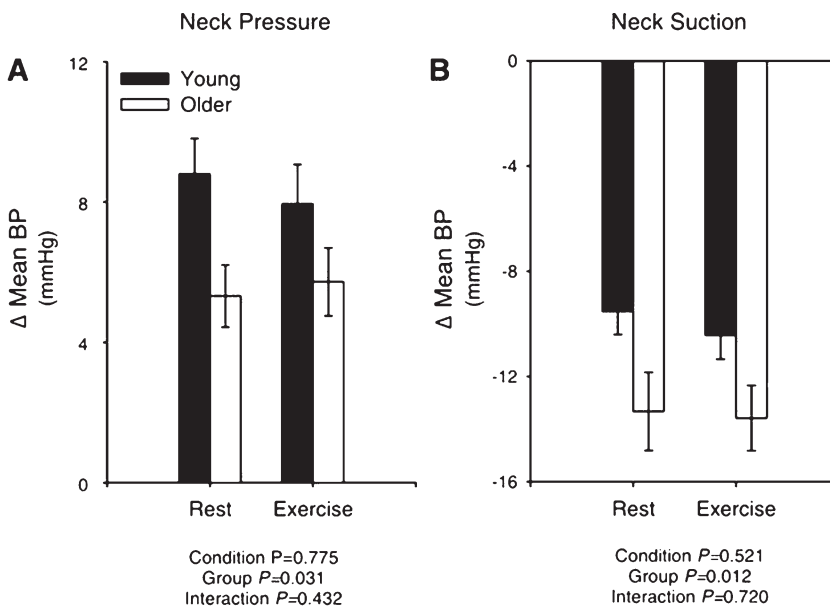 Neck Pressure
A
Young
Older
12
8
4
0
Δ Mean BP
(mmHg)
Rest Exercise
Condition P=0.775
Group P=0.031
Interaction P=0.432
Neck Suction
B
0
-4
-8
-12
-16
Δ Mean BP
(mmHg)
Rest Exercise
Condition P=0.521
Group P=0.012
Interaction P=0.720